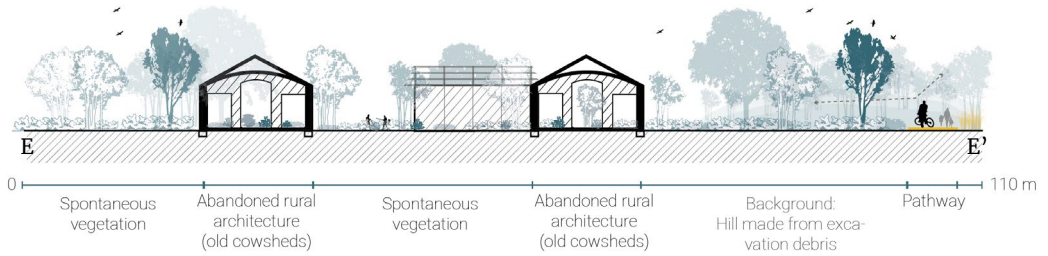 E
E'
0
110 m
Spontaneous
vegetation
Abandoned rural
architecture
(old cowsheds)
Spontaneous
vegetation
Abandoned rural
architecture
(old cowsheds)
Background:
Hill made from exca-
vation debris
Pathway